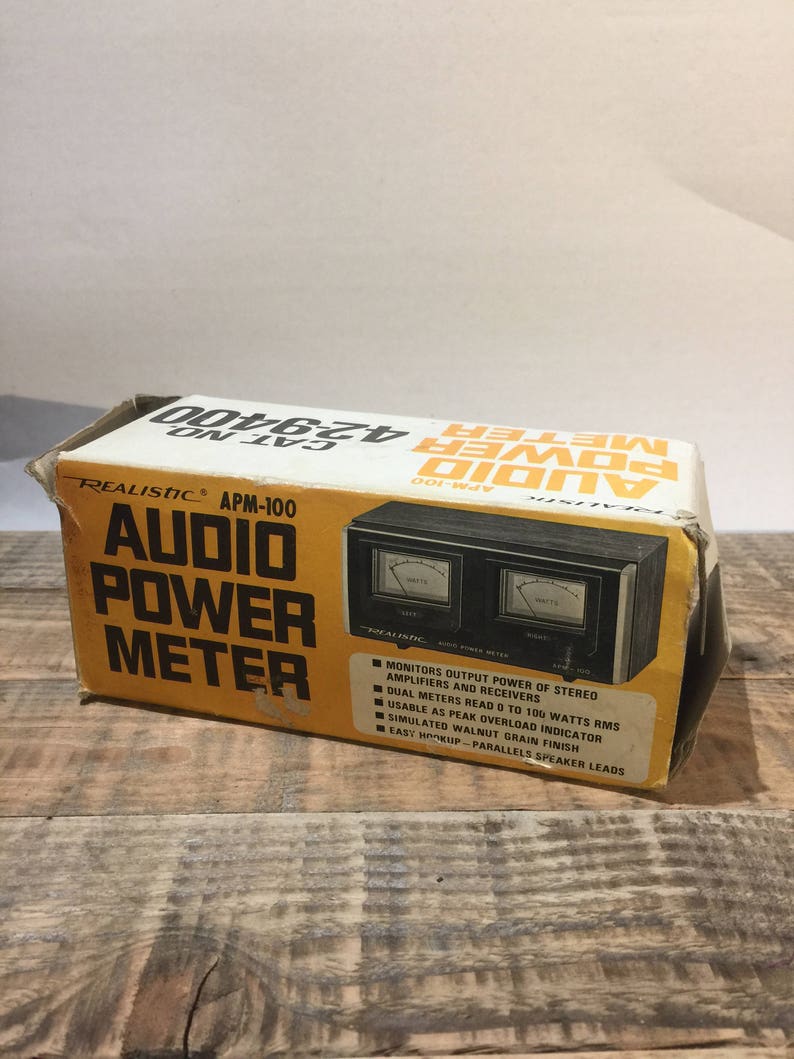 CAT NO.
429400
REALISTIC
APM-100
AUDIO
POWER
METER
REALISTIC® APM-100
AUDIO
POWER
METER
WATTS
LEFT
WATTS
RIGHT
REALISTIC AUDIO POWER METER APM-100
■ MONITORS OUTPUT POWER OF STEREO
AMPLIFIERS AND RECEIVERS
■ DUAL METERS READ 0 TO 100 WATTS RMS
■ USABLE AS PEAK OVERLOAD INDICATOR
■ SIMULATED WALNUT GRAIN FINISH
■ EASY HOOKUP – PARALLELS SPEAKER LEADS